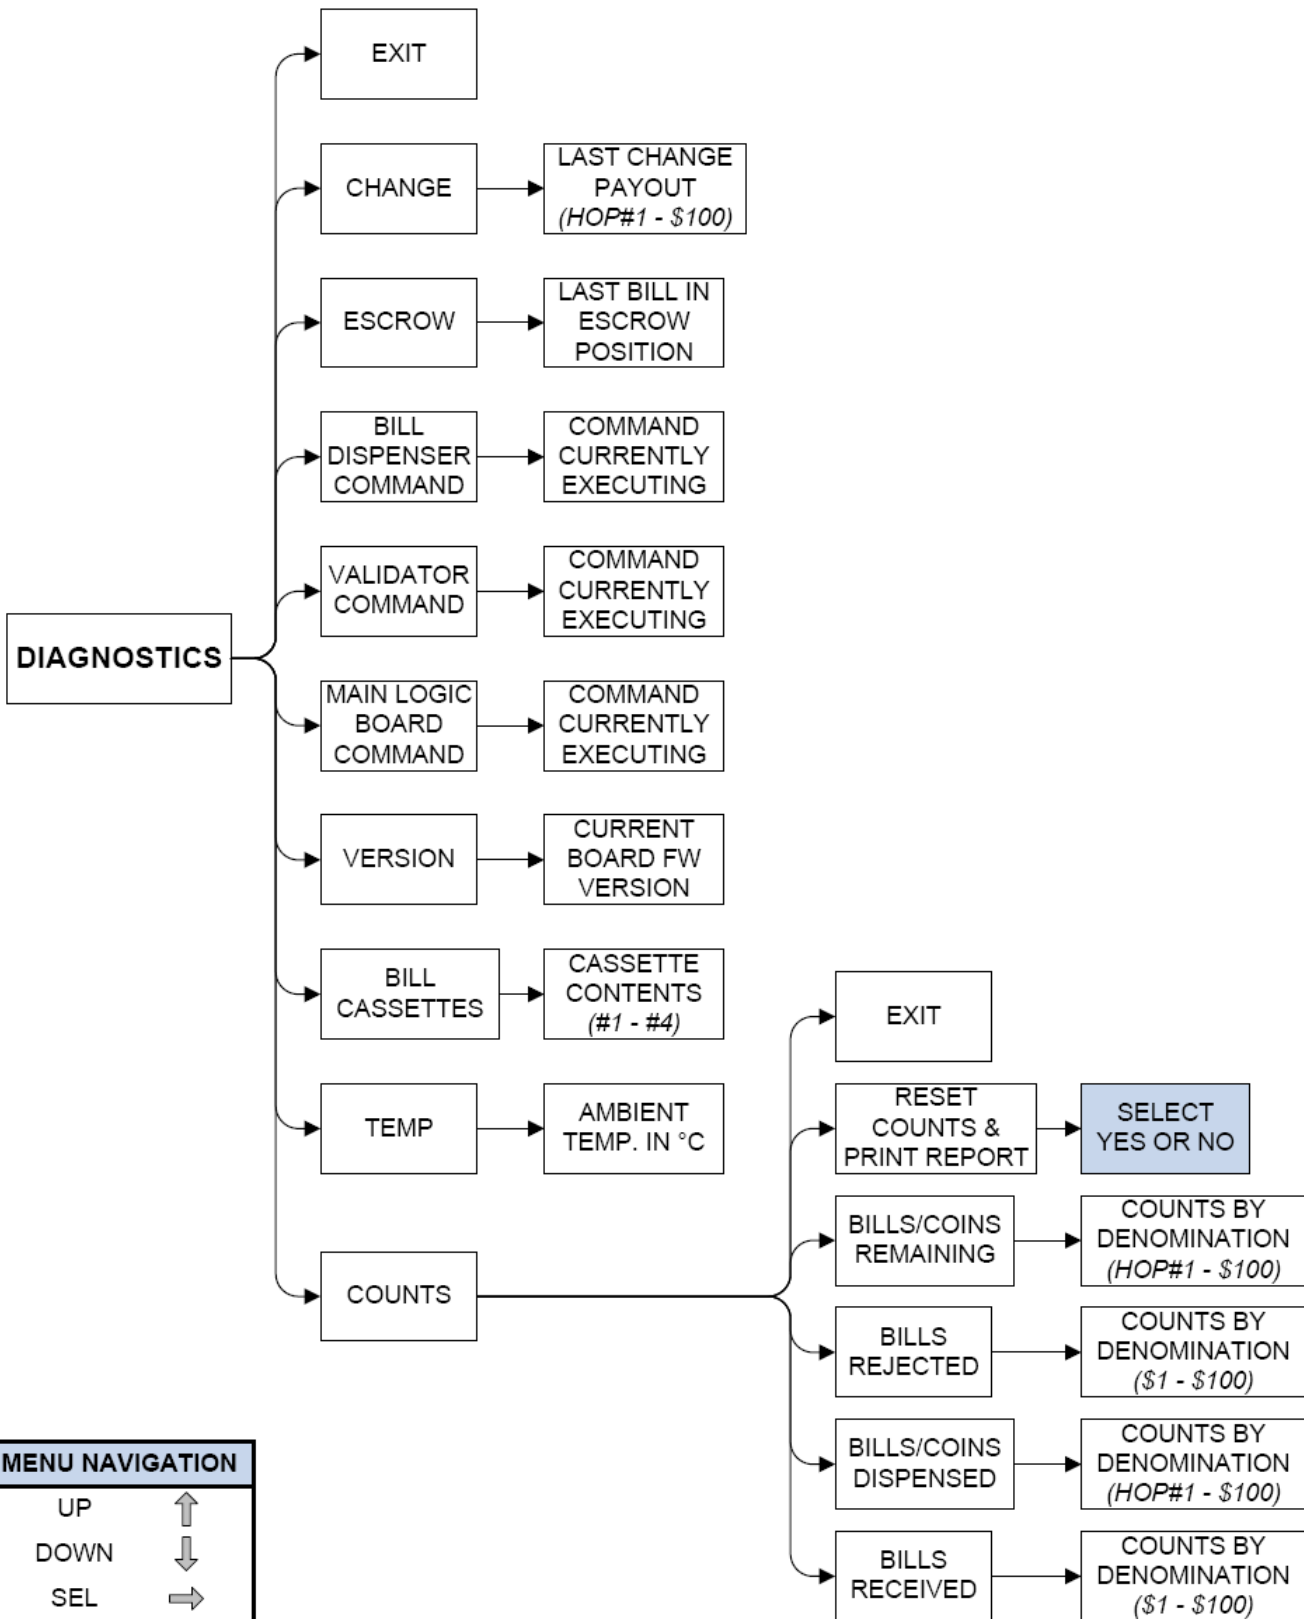 EXIT
CHANGE
LAST CHANGE
PAYOUT
(HOP#1 - $100)
ESCROW
LAST BILL IN
ESCROW
POSITION
BILL
DISPENSER
COMMAND
COMMAND
CURRENTLY
EXECUTING
VALIDATOR
COMMAND
COMMAND
CURRENTLY
EXECUTING
DIAGNOSTICS
MAIN LOGIC
BOARD
COMMAND
COMMAND
CURRENTLY
EXECUTING
VERSION
CURRENT
BOARD FW
VERSION
BILL
CASSETTES
CASSETTE
CONTENTS
(#1 - #4)
TEMP
AMBIENT
TEMP. IN °C
COUNTS
EXIT
RESET
COUNTS &
PRINT REPORT
SELECT
YES OR NO
BILLS/COINS
REMAINING
COUNTS BY
DENOMINATION
(HOP#1 - $100)
BILLS
REJECTED
COUNTS BY
DENOMINATION
($1 - $100)
BILLS/COINS
DISPENSED
COUNTS BY
DENOMINATION
(HOP#1 - $100)
BILLS
RECEIVED
COUNTS BY
DENOMINATION
($1 - $100)
MENU NAVIGATION
UP
DOWN
SEL